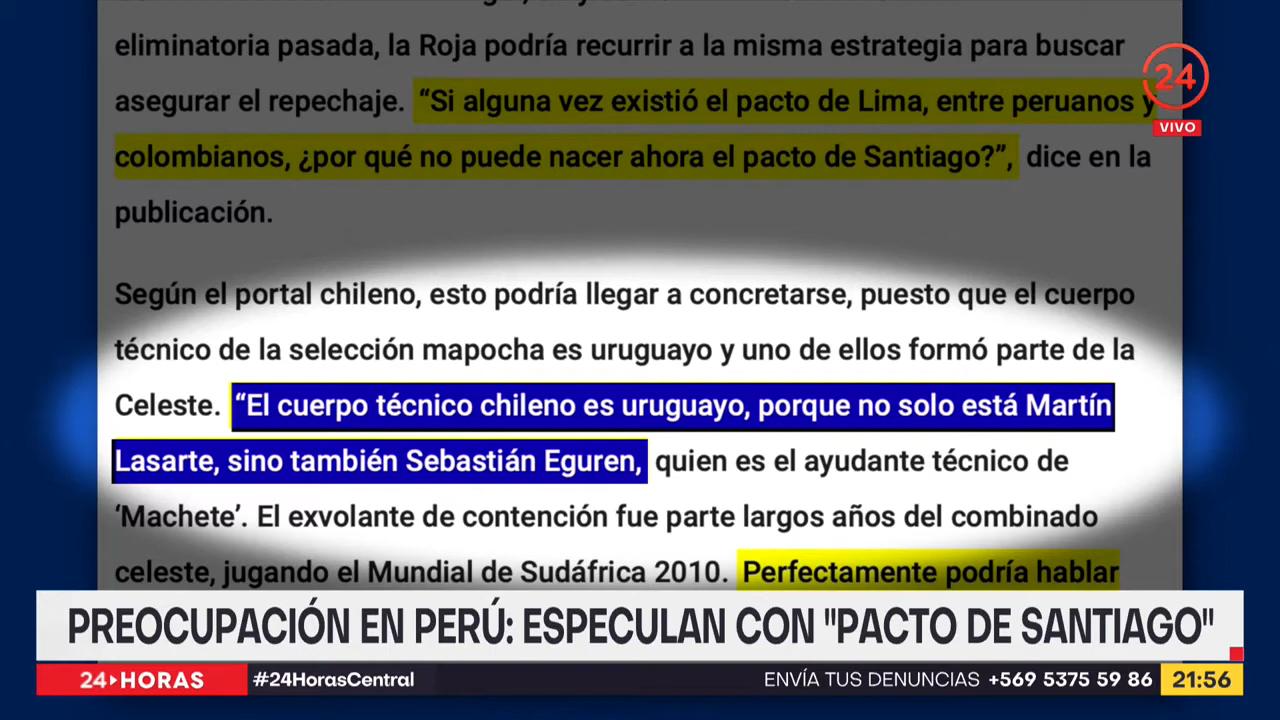 eliminatoria pasada, la Roja podría recurrir a la misma estrategia para buscar
asegurar el repechaje. “Si alguna vez existió el pacto de Lima, entre peruanos y
colombianos, ¿por qué no puede nacer ahora el pacto de Santiago?”, dice en la
publicación.
24
VIVO
Según el portal chileno, esto podría llegar a concretarse, puesto que el cuerpo
técnico de la selección mapocha es uruguayo y uno de ellos formó parte de la
Celeste. “El cuerpo técnico chileno es uruguayo, porque no solo está Martín
Lasarte, sino también Sebastián Eguren, quien es el ayudante técnico de
‘Machete’. El exvolante de contención fue parte largos años del combinado
celeste, jugando el Mundial de Sudáfrica 2010. Perfectamente podría hablar
PREOCUPACIÓN EN PERÚ: ESPECULAN CON "PACTO DE SANTIAGO"
24 HORAS #24HorasCentral ENVÍA TUS DENUNCIAS +569 5375 59 86 21:56